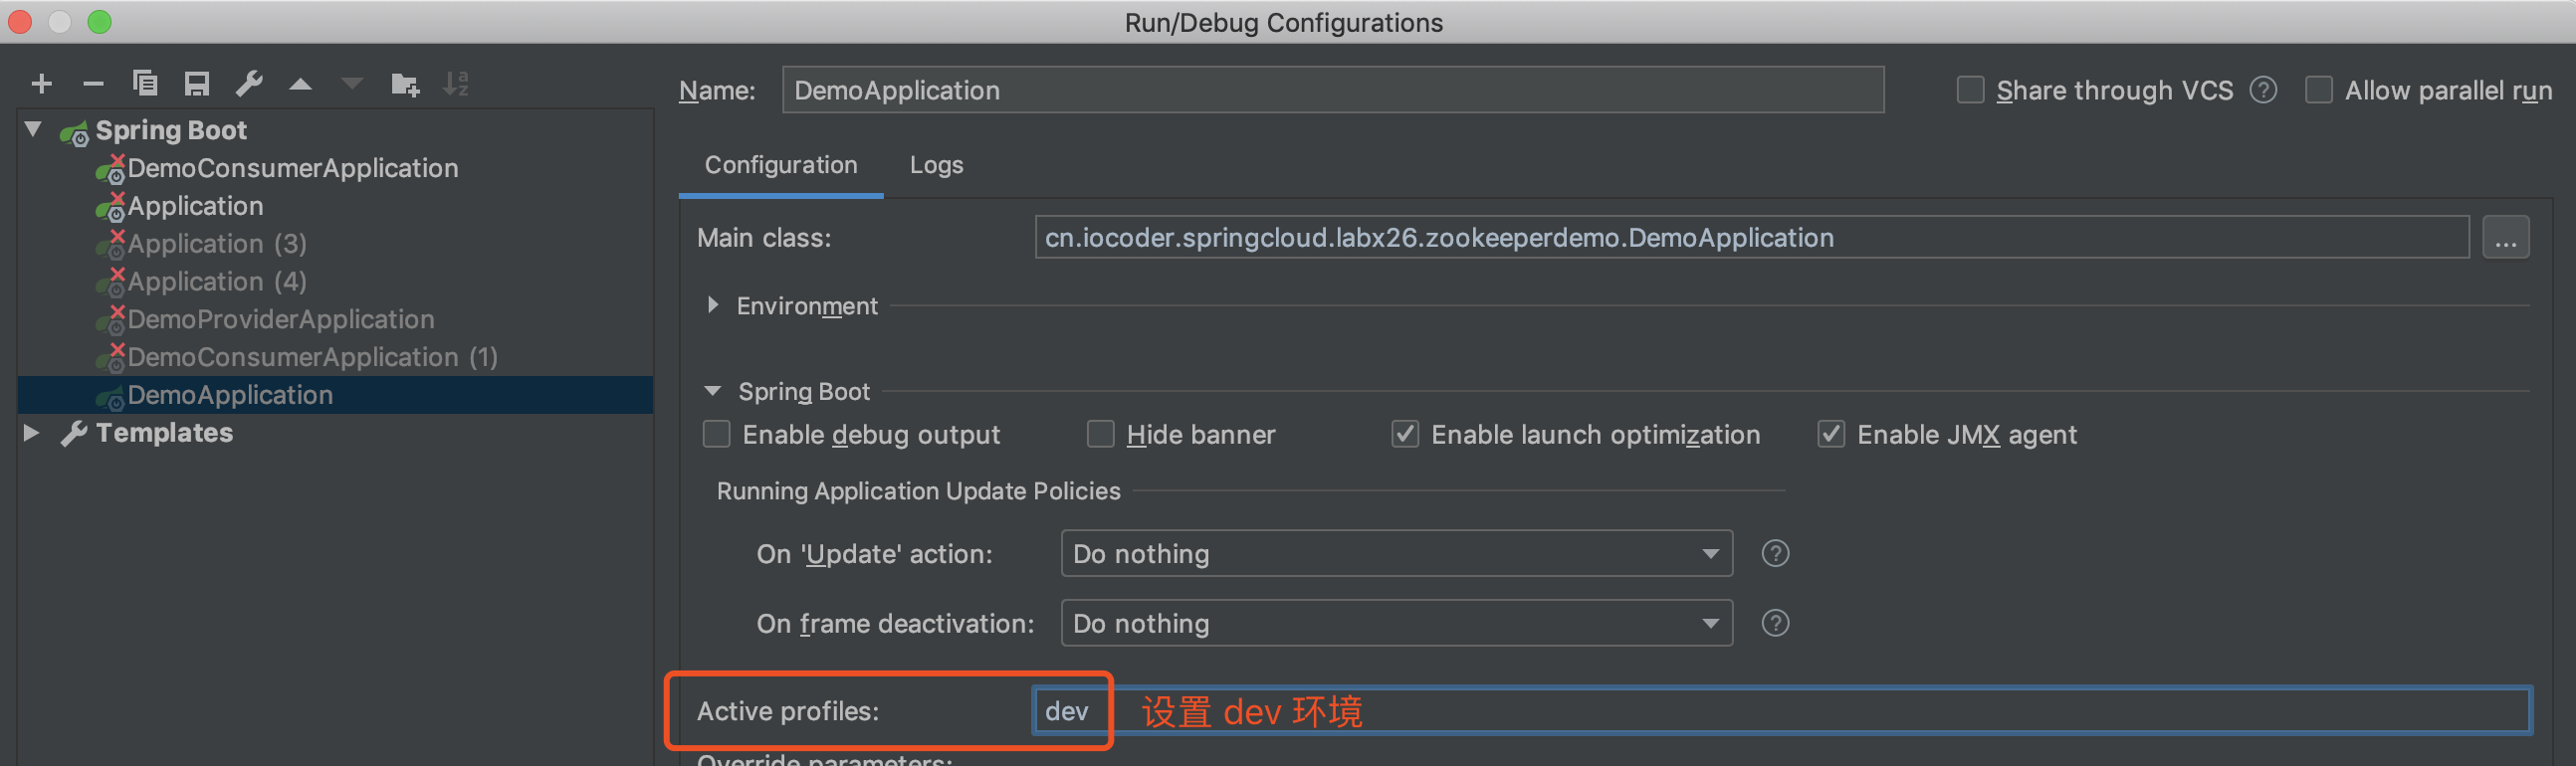 Run/Debug Configurations
Name: DemoApplication
Share through VCS
Allow parallel run
Spring Boot
DemoConsumerApplication
Application
Application (3)
Application (4)
DemoProviderApplication
DemoConsumerApplication (1)
DemoApplication
Templates
Configuration Logs
Main class: cn.iocoder.springcloud.labx26.zookeeperdemo.DemoApplication ...
Environment
Spring Boot
Enable debug output Hide banner Enable launch optimization Enable JMX agent
Running Application Update Policies
On 'Update' action: Do nothing
On frame deactivation: Do nothing
Active profiles: dev 设置 dev 环境
Override parameters: